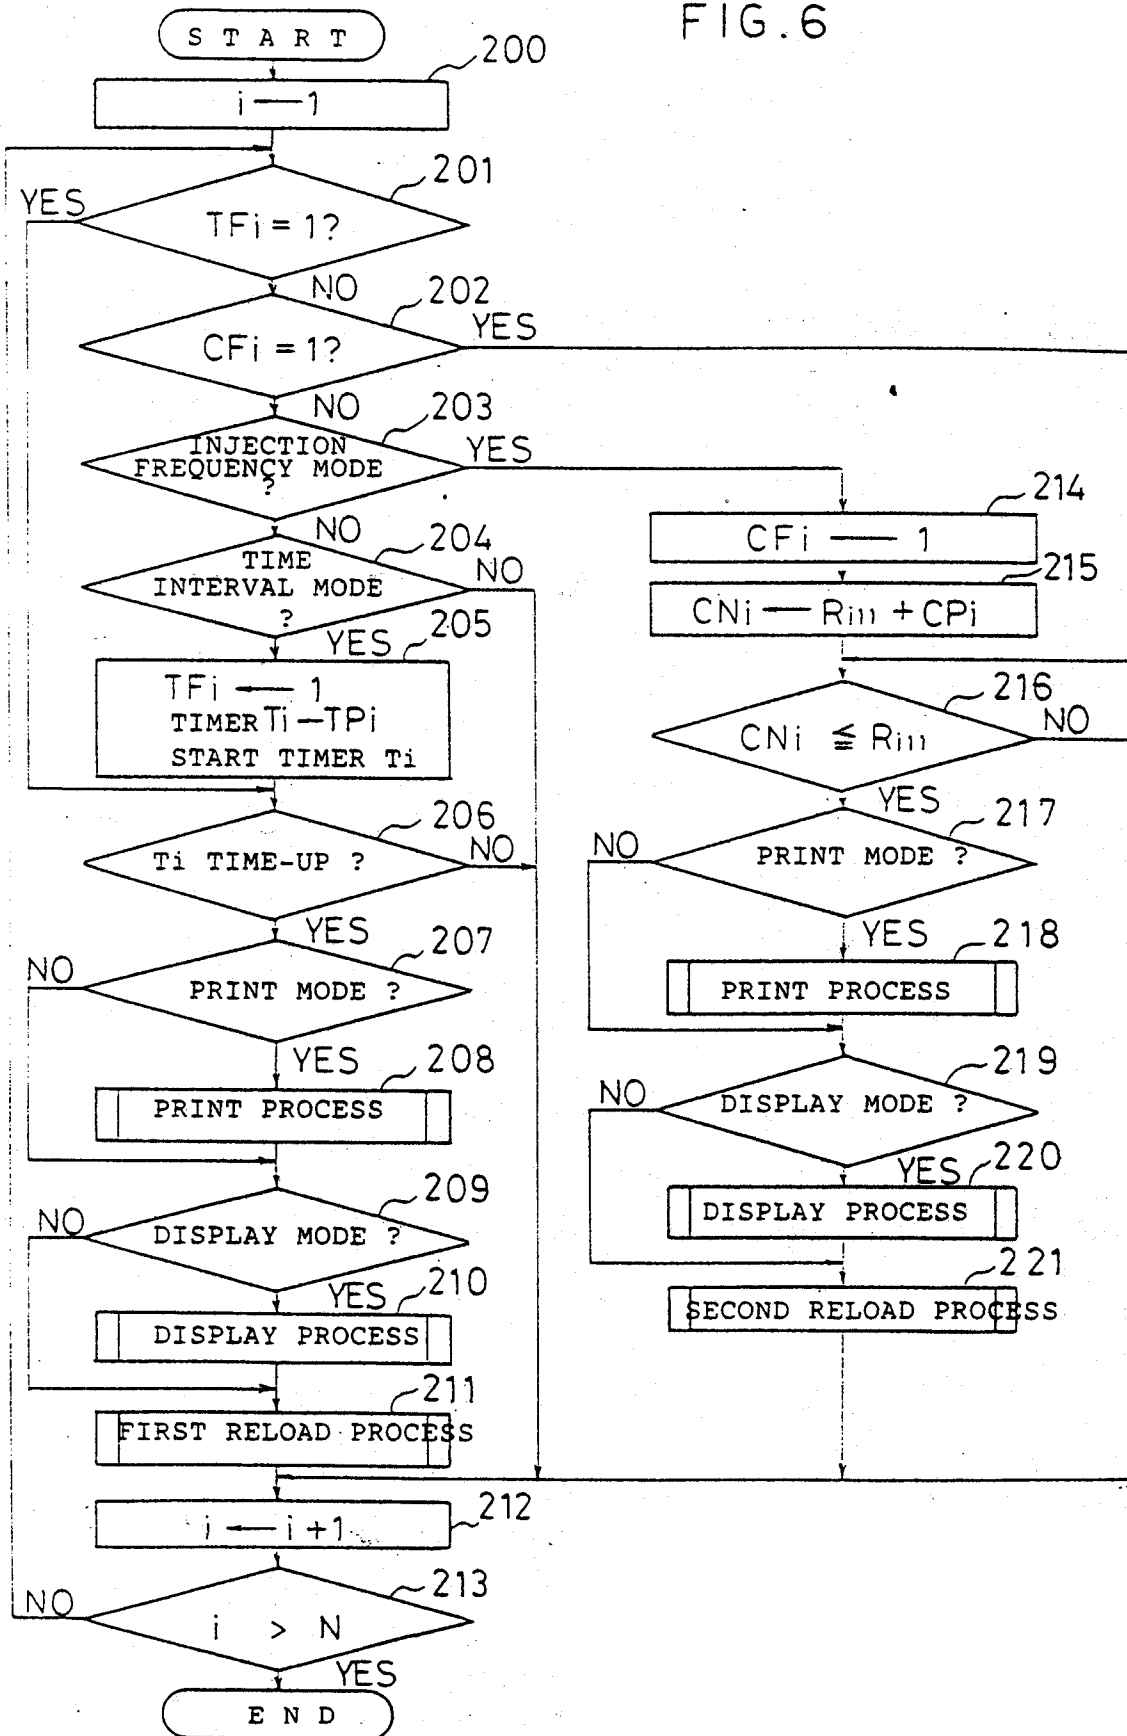 FIG.6
START
200
i ← 1
201
YES
TFi = 1?
NO
202
YES
CFi = 1?
NO
203
INJECTION
FREQUENCY MODE
?
YES
NO
204
TIME
INTERVAL MODE
?
NO
YES
205
TFi ← 1
TIMER Ti — TPi
START TIMER Ti
206
Ti TIME-UP ?
NO
YES
207
NO
PRINT MODE ?
YES
208
PRINT PROCESS
209
NO
DISPLAY MODE ?
YES
210
DISPLAY PROCESS
211
FIRST RELOAD PROCESS
212
i ← i+1
213
NO
i > N
YES
END
214
CFi — 1
215
CNi ← Rill + CPi
216
CNi ≦ Rill
NO
YES
217
NO
PRINT MODE ?
YES
218
PRINT PROCESS
219
NO
DISPLAY MODE ?
YES
220
DISPLAY PROCESS
221
SECOND RELOAD PROCESS